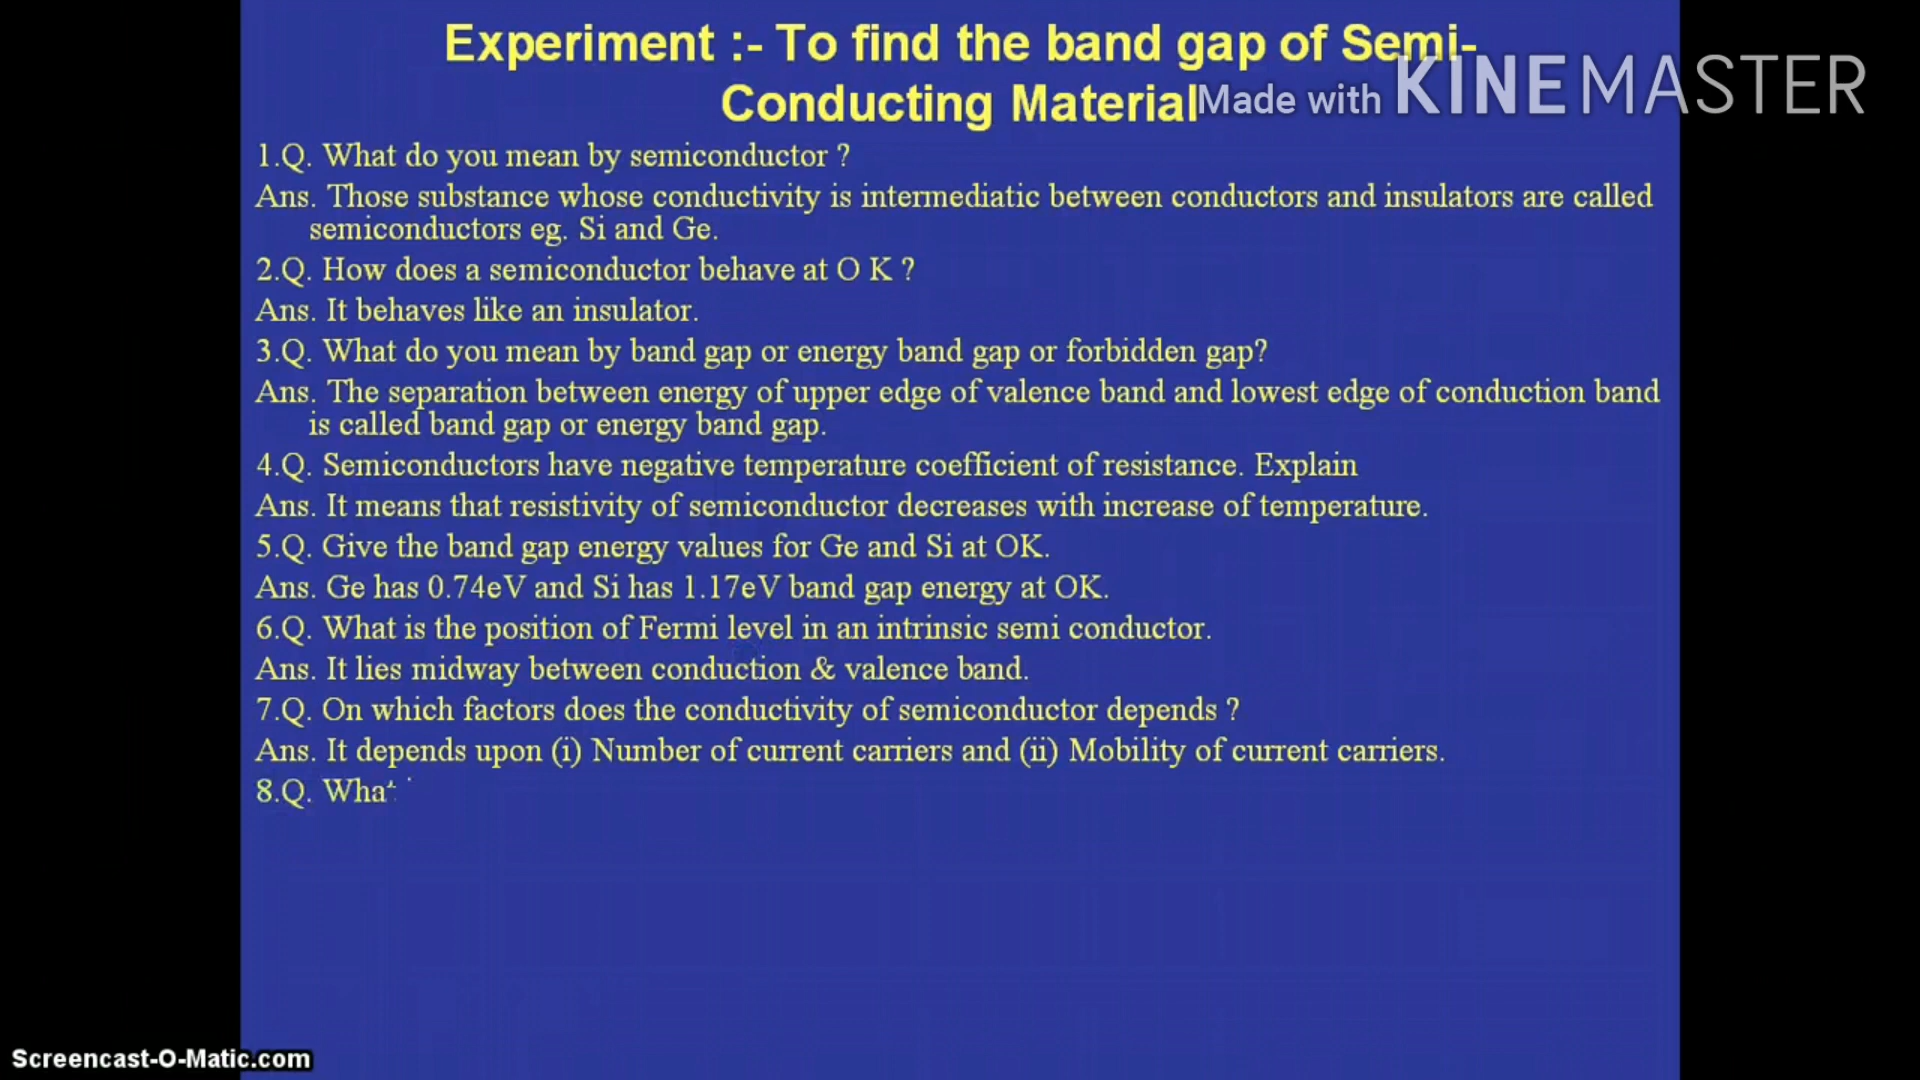 Experiment :- To find the band gap of Semi-
Conducting Material
Made with KINEMASTER
1.Q. What do you mean by semiconductor ?
Ans. Those substance whose conductivity is intermediatic between conductors and insulators are called
semiconductors eg. Si and Ge.
2.Q. How does a semiconductor behave at O K ?
Ans. It behaves like an insulator.
3.Q. What do you mean by band gap or energy band gap or forbidden gap?
Ans. The separation between energy of upper edge of valence band and lowest edge of conduction band
is called band gap or energy band gap.
4.Q. Semiconductors have negative temperature coefficient of resistance. Explain
Ans. It means that resistivity of semiconductor decreases with increase of temperature.
5.Q. Give the band gap energy values for Ge and Si at OK.
Ans. Ge has 0.74eV and Si has 1.17eV band gap energy at OK.
6.Q. What is the position of Fermi level in an intrinsic semi conductor.
Ans. It lies midway between conduction & valence band.
7.Q. On which factors does the conductivity of semiconductor depends ?
Ans. It depends upon (i) Number of current carriers and (ii) Mobility of current carriers.
8.Q. What
Screencast-O-Matic.com